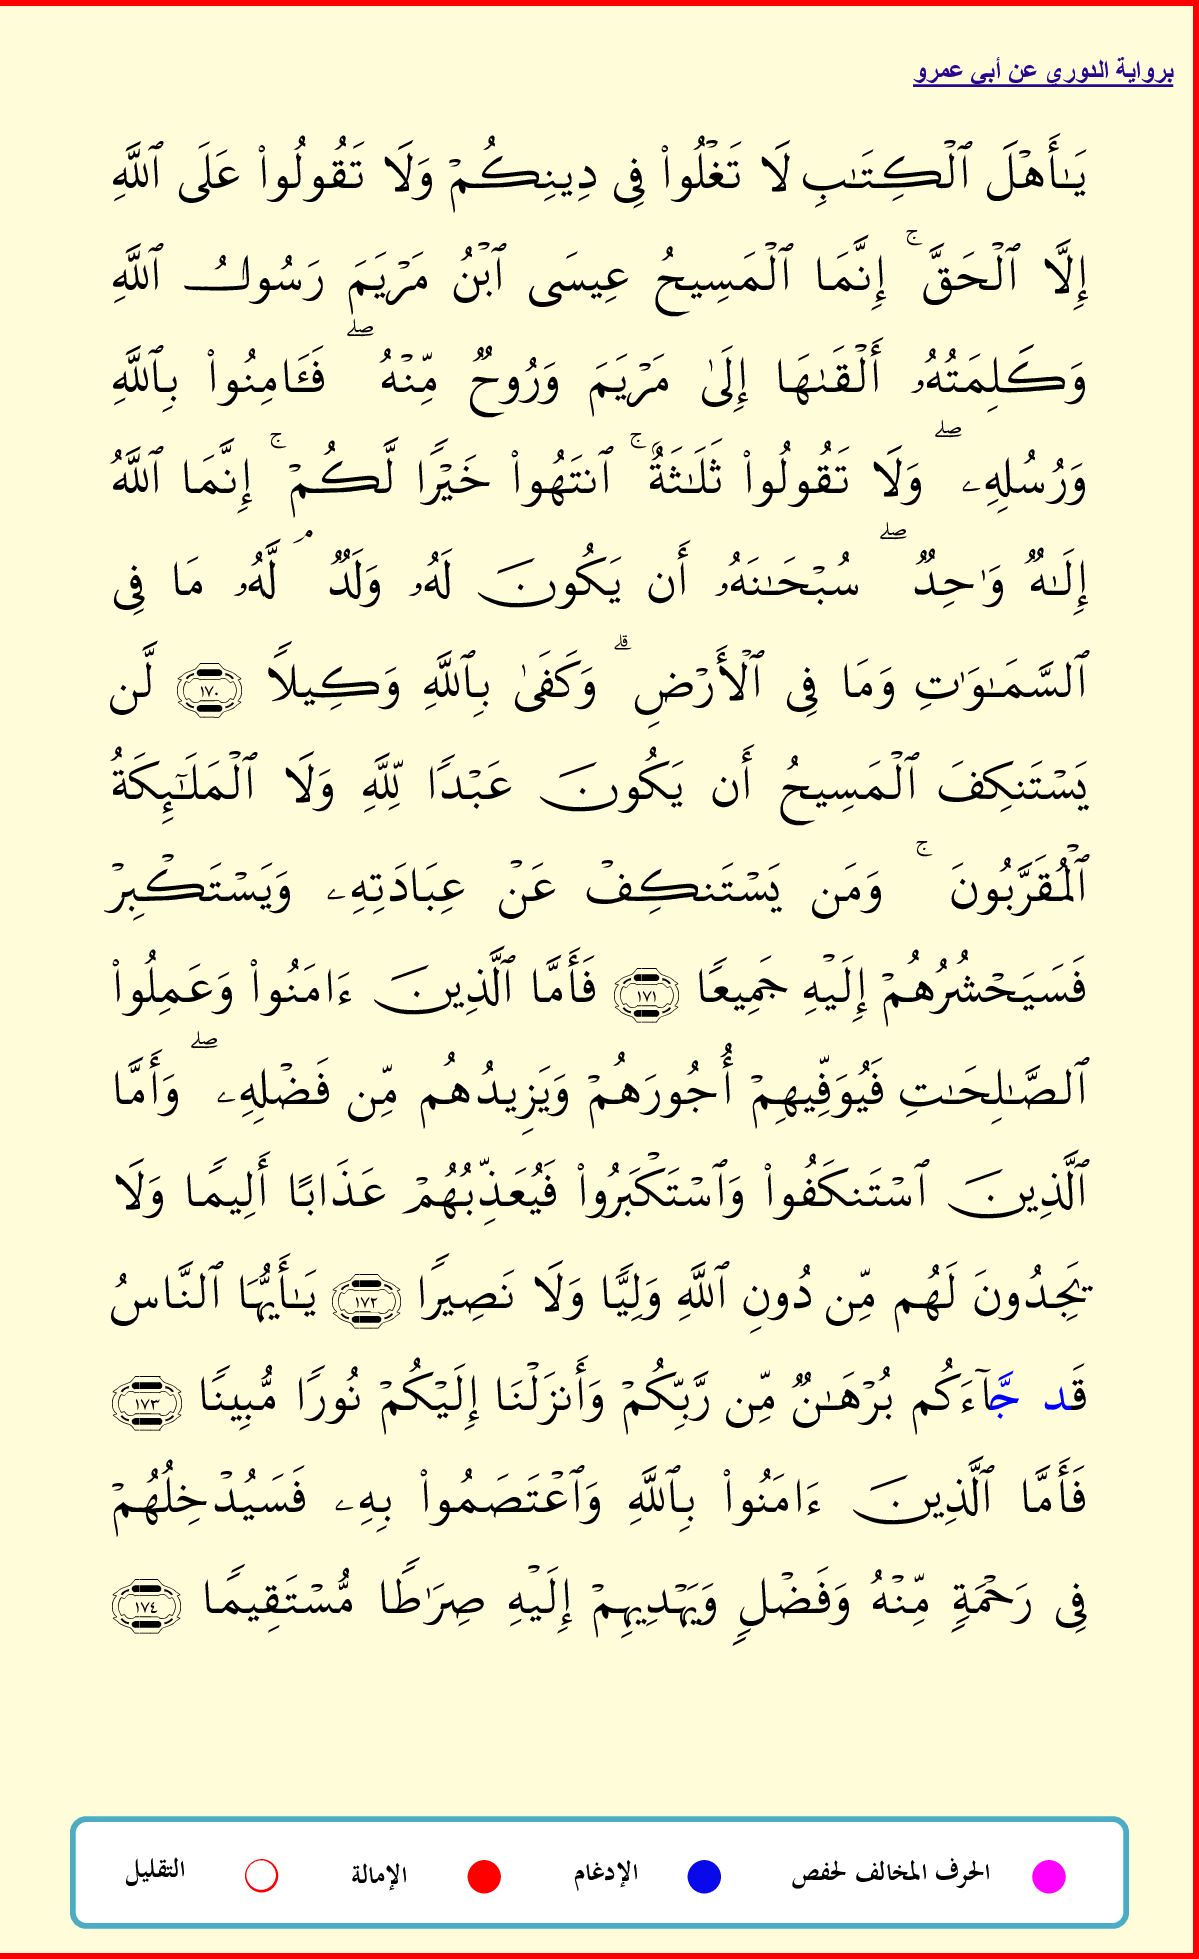 برواية الدوري عن أبي عمرو
يَـٰٓأَهۡلَ ٱلۡكِتَٰبِ لَا تَغۡلُواْ فِي دِينِكُمۡ وَلَا تَقُولُواْ عَلَى ٱللَّهِ
إِلَّا ٱلۡحَقَّۚ إِنَّمَا ٱلۡمَسِيحُ عِيسَى ٱبۡنُ مَرۡيَمَ رَسُولُ ٱللَّهِ
وَكَلِمَتُهُۥ أَلۡقَىٰهَا إِلَىٰ مَرۡيَمَ وَرُوحٞ مِّنۡهُۖ فَـَٔامِنُواْ بِٱللَّهِ
وَرُسُلِهِۦۖ وَلَا تَقُولُواْ ثَلَٰثَةٌۚ ٱنتَهُواْ خَيۡرٗا لَّكُمۡۚ إِنَّمَا ٱللَّهُ
إِلَٰهٞ وَٰحِدٞۖ سُبۡحَٰنَهُۥ أَن يَكُونَ لَهُۥ وَلَدٞۘ لَّهُۥ مَا فِي
ٱلسَّمَٰوَٰتِ وَمَا فِي ٱلۡأَرۡضِۗ وَكَفَىٰ بِٱللَّهِ وَكِيلٗا ١٧٠ لَّن
يَسۡتَنكِفَ ٱلۡمَسِيحُ أَن يَكُونَ عَبۡدٗا لِّلَّهِ وَلَا ٱلۡمَلَٰٓئِكَةُ
ٱلۡمُقَرَّبُونَۚ وَمَن يَسۡتَنكِفۡ عَنۡ عِبَادَتِهِۦ وَيَسۡتَكۡبِرۡ
فَسَيَحۡشُرُهُمۡ إِلَيۡهِ جَمِيعٗا ١٧١ فَأَمَّا ٱلَّذِينَ ءَامَنُواْ وَعَمِلُواْ
ٱلصَّٰلِحَٰتِ فَيُوَفِّيهِمۡ أُجُورَهُمۡ وَيَزِيدُهُم مِّن فَضۡلِهِۦۖ وَأَمَّا
ٱلَّذِينَ ٱسۡتَنكَفُواْ وَٱسۡتَكۡبَرُواْ فَيُعَذِّبُهُمۡ عَذَابًا أَلِيمٗا وَلَا
يَجِدُونَ لَهُم مِّن دُونِ ٱللَّهِ وَلِيّٗا وَلَا نَصِيرٗا ١٧٢ يَـٰٓأَيُّهَا ٱلنَّاسُ
قَد جَّآءَكُم بُرۡهَٰنٞ مِّن رَّبِّكُمۡ وَأَنزَلۡنَا إِلَيۡكُمۡ نُورٗا مُّبِينٗا ١٧٣
فَأَمَّا ٱلَّذِينَ ءَامَنُواْ بِٱللَّهِ وَٱعۡتَصَمُواْ بِهِۦ فَسَيُدۡخِلُهُمۡ
فِي رَحۡمَةٖ مِّنۡهُ وَفَضۡلٖ وَيَهۡدِيهِمۡ إِلَيۡهِ صِرَٰطٗا مُّسۡتَقِيمٗا ١٧٤
الحرف المخالف لحفص الإدغام الإمالة التقليل